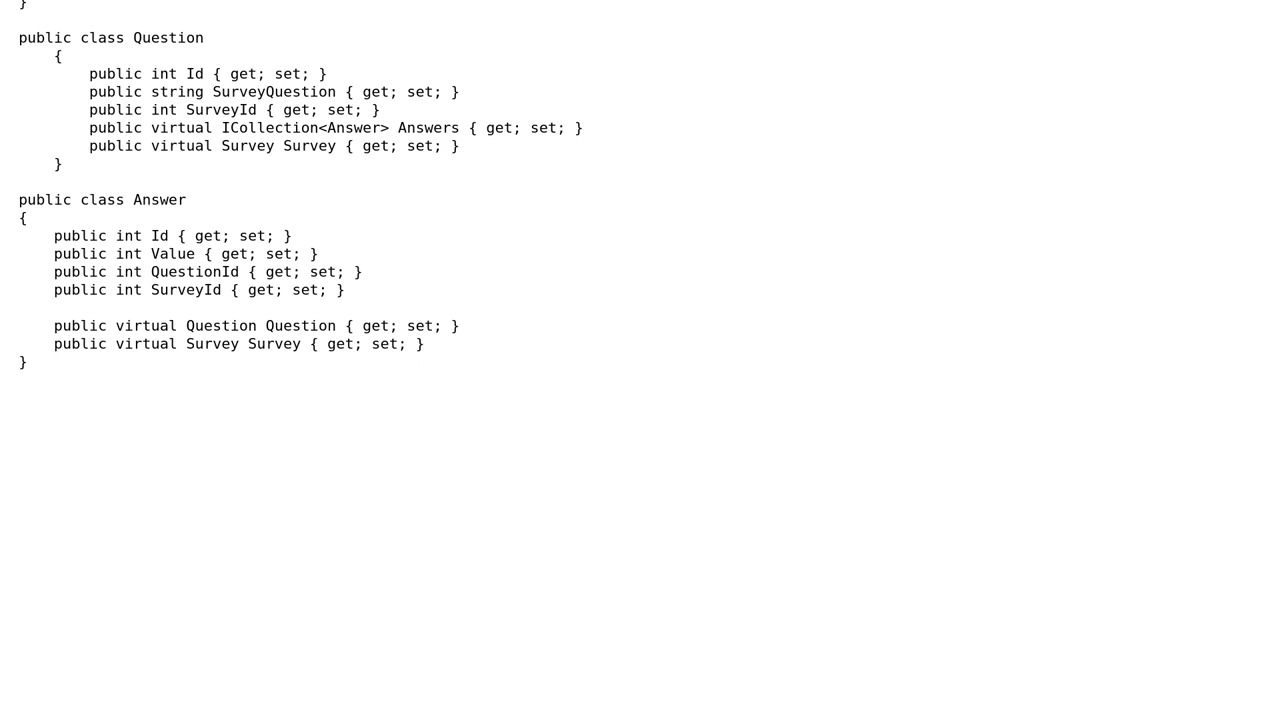 }

public class Question
    {
        public int Id { get; set; }
        public string SurveyQuestion { get; set; }
        public int SurveyId { get; set; }
        public virtual ICollection<Answer> Answers { get; set; }
        public virtual Survey Survey { get; set; }
    }

public class Answer
{
    public int Id { get; set; }
    public int Value { get; set; }
    public int QuestionId { get; set; }
    public int SurveyId { get; set; }

    public virtual Question Question { get; set; }
    public virtual Survey Survey { get; set; }
}